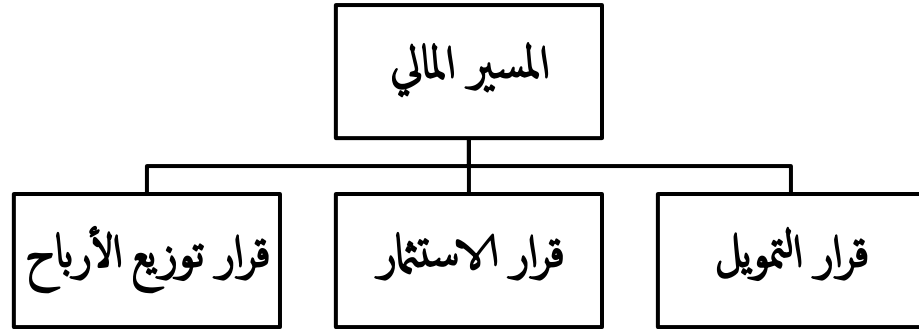 المسير المالي
قرار التمويل
قرار الاستثمار
قرار توزيع الأرباح